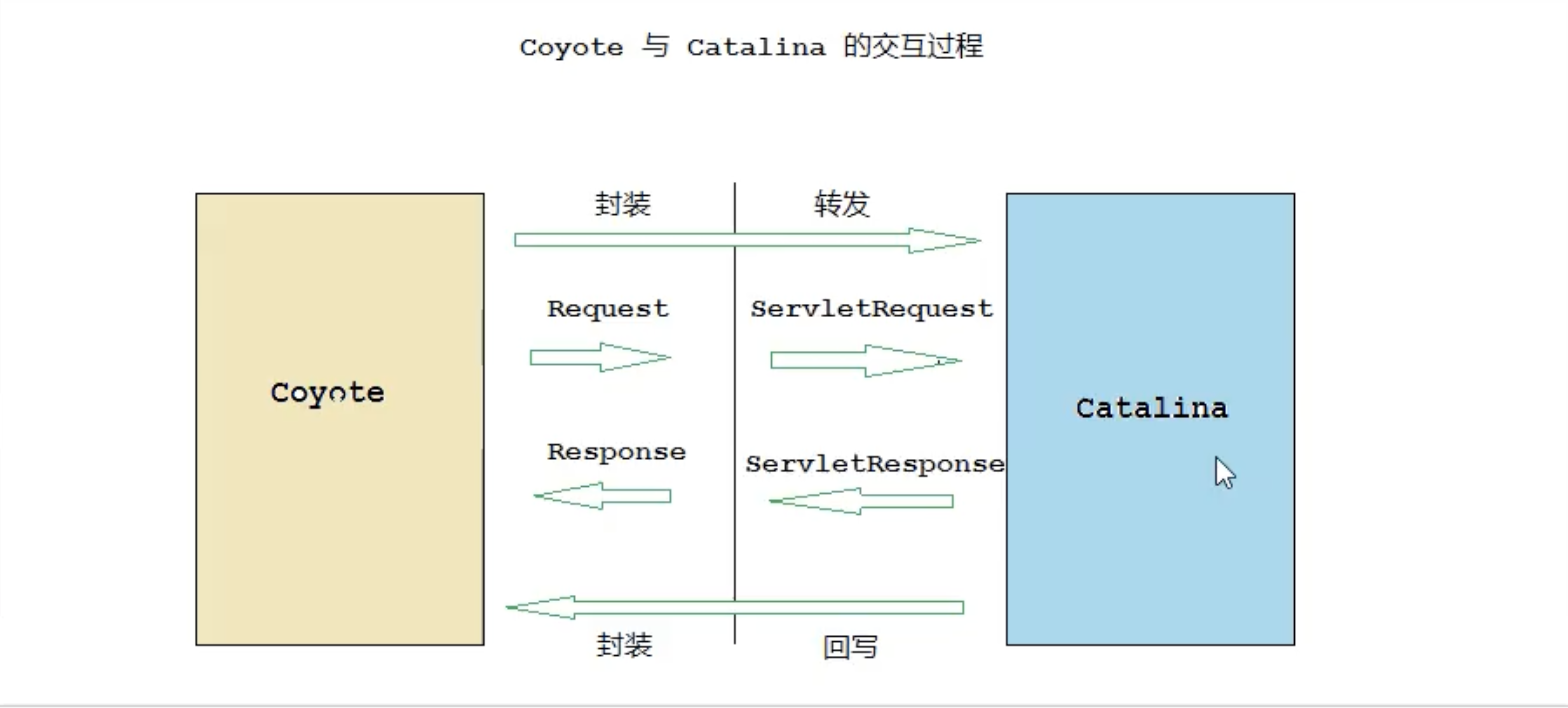 Coyote 与 Catalina 的交互过程
封装 转发
Request ServletRequest
Coyote
Catalina
Response ServletResponse
封装 回写